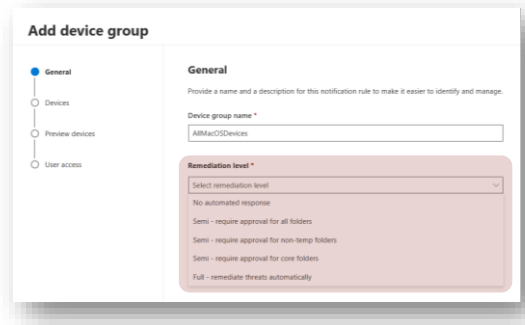 Add device group
General
Devices
Preview devices
User access
General
Provide a name and a description for this notification rule to make it easier to identify and manage.
Device group name *
AllMacOSDevices
Remediation level *
Select remediation level
No automated response
Semi - require approval for all folders
Semi - require approval for non-temp folders
Semi - require approval for core folders
Full - remediate threats automatically